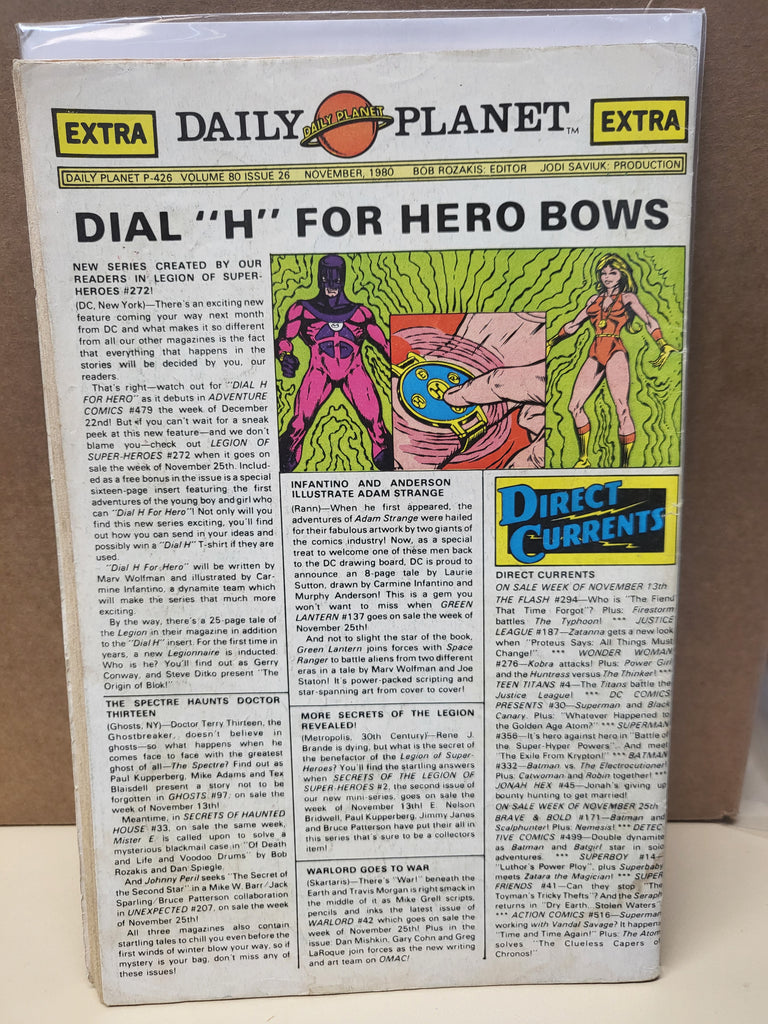 EXTRA
DAILY PLANET
DAILY PLANET
TM
EXTRA
DAILY PLANET P-426 VOLUME 80 ISSUE 26 NOVEMBER, 1980 BOB ROZAKIS: EDITOR JODI SAVIUK: PRODUCTION
DIAL "H" FOR HERO BOWS
NEW SERIES CREATED BY OUR
READERS IN LEGION OF SUPER-
HEROES #272!
(DC, New York)—There's an exciting new
feature coming your way next month
from DC and what makes it so different
from all our other magazines is the fact
that everything that happens in the
stories will be decided by you, our
readers.
That's right—watch out for "DIAL H
FOR HERO" as it debuts in ADVENTURE
COMICS #479 the week of December
22nd! But if you can't wait for a sneak
peek at this new feature—and we don't
blame you—check out LEGION OF
SUPER-HEROES #272 when it goes on
sale the week of November 25th. Includ-
ed as a free bonus in the issue is a special
sixteen-page insert featuring the first
adventures of the young boy and girl who
can "Dial H For Hero"! Not only will you
find this new series exciting, you'll find
out how you can send in your ideas and
possibly win a "Dial H" T-shirt if they are
used.
"Dial H For Hero" will be written by
Marv Wolfman and illustrated by Car-
mine Infantino, a dynamite team which
will make the series that much more
exciting.
By the way, there's a 25-page tale of
the Legion in their magazine in addition
to the "Dial H" insert. For the first time in
years, a new Legionnaire is inducted.
Who is he? You'll find out as Gerry
Conway, and Steve Ditko present "The
Origin of Blok!"
THE SPECTRE HAUNTS DOCTOR
THIRTEEN
(Ghosts, NY)—Doctor Terry Thirteen, the
Ghostbreaker, doesn't believe in
ghosts—so what happens when he
comes face to face with the greatest
ghost of all—The Spectre? Find out as
Paul Kupperberg, Mike Adams and Tex
Blaisdell present a story not to be
forgotten in GHOSTS #97, on sale the
week of November 13th!
Meantime, in SECRETS OF HAUNTED
HOUSE #33, on sale the same week,
Mister E is called upon to solve a
mysterious blackmail case in "Of Death
and Life and Voodoo Drums" by Bob
Rozakis and Dan Spiegle.
And Johnny Peril seeks "The Secret of
the Second Star" in a Mike W. Barr/Jack
Sparling/Bruce Patterson collaboration
in UNEXPECTED #207, on sale the week
of November 25th!
All three magazines also contain
startling tales to chill you even before the
first winds of winter blow your way, so if
mystery is your bag, don't miss any of
these issues!
INFANTINO AND ANDERSON
ILLUSTRATE ADAM STRANGE
(Rann)—When he first appeared, the
adventures of Adam Strange were hailed
for their fabulous artwork by two giants of
the comics industry! Now, as a special
treat to welcome one of these men back
to the DC drawing board, DC is proud to
announce an 8-page tale by Laurie
Sutton, drawn by Carmine Infantino and
Murphy Anderson! This is a gem you
won't want to miss when GREEN
LANTERN #137 goes on sale the week of
November 25th!
And not to slight the star of the book,
Green Lantern joins forces with Space
Ranger to battle aliens from two different
eras in a tale by Marv Wolfman and Joe
Staton! It's power-packed scripting and
star-spanning art from cover to cover!
MORE SECRETS OF THE LEGION
REVEALED!
(Metropolis, 30th Century)—Rene J.
Brande is dying, but what is the secret of
the benefactor of the Legion of Super-
Heroes? You'll find the startling answers
when SECRETS OF THE LEGION OF
SUPER-HEROES #2, the second issue of
our new mini-series, goes on sale the
week of November 13th! E. Nelson
Bridwell, Paul Kupperberg, Jimmy Janes
and Bruce Patterson have put their all in
this series that's sure to be a collectors
item!
WARLORD GOES TO WAR
(Skartaris)—There's "War!" beneath the
Earth and Travis Morgan is right smack in
the middle of it as Mike Grell scripts,
pencils and inks the latest issue of
WARLORD #42 which goes on sale the
week of November 25th! Plus in the
issue: Dan Mishkin, Gary Cohn and Greg
LaRoque join forces as the new writing
and art team on OMAC!
DIRECT
CURRENTS
DIRECT CURRENTS
ON SALE WEEK OF NOVEMBER 13th
THE FLASH #294—Who is "The Fiend
That Time Forgot"? Plus: Firestorm
battles The Typhoon! *** JUSTICE
LEAGUE #187—Zatanna gets a new look
when "Proteus Says: All Things Must
Change!" *** WONDER WOMAN
#276—Kobra attacks! Plus: Power Girl
and the Huntress versus The Thinker! ***
TEEN TITANS #4—The Titans battle the
Justice League! *** DC COMICS
PRESENTS #30—Superman and Black
Canary. Plus: "Whatever Happened to
the Golden Age Atom?" *** SUPERMAN
#356—It's hero against hero in "Battle of
the Super-Hyper Powers". And meet
"The Exile From Krypton!" *** BATMAN
#332—Batman vs. The Electrocutioner!
Plus: Catwoman and Robin together! ***
JONAH HEX #45—Jonah's giving up
bounty hunting to get married!
ON SALE WEEK OF NOVEMBER 25th
BRAVE & BOLD #171—Batman and
Scalphunter! Plus: Nemesis! *** DETEC-
TIVE COMICS #499—Double dynamite
as Batman and Batgirl star in solo
adventures. *** SUPERBOY #14—
"Luthor's Power Ploy", plus Superbaby
meets Zatara the Magician! *** SUPER
FRIENDS #41—Can they stop "The
Toyman's Tricky Thefts"? And the Seraph
returns in "Dry Earth...Stolen Waters"!
*** ACTION COMICS #516—Superman
working with Vandal Savage? It happens
"Time and Time Again!" Plus: The Atom
solves "The Clueless Capers of
Chronos!"